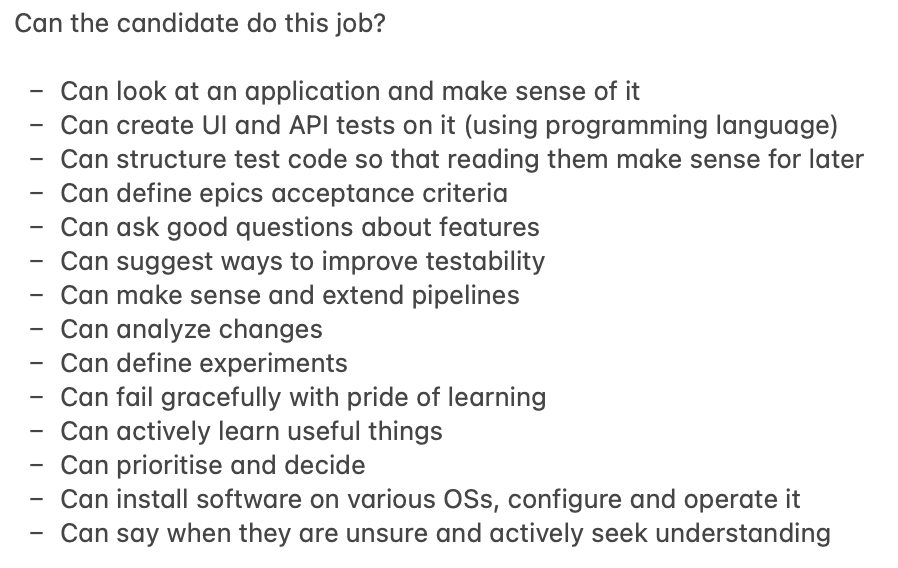 Can the candidate do this job?
– Can look at an application and make sense of it
– Can create UI and API tests on it (using programming language)
– Can structure test code so that reading them make sense for later
– Can define epics acceptance criteria
– Can ask good questions about features
– Can suggest ways to improve testability
– Can make sense and extend pipelines
– Can analyze changes
– Can define experiments
– Can fail gracefully with pride of learning
– Can actively learn useful things
– Can prioritise and decide
– Can install software on various OSs, configure and operate it
– Can say when they are unsure and actively seek understanding